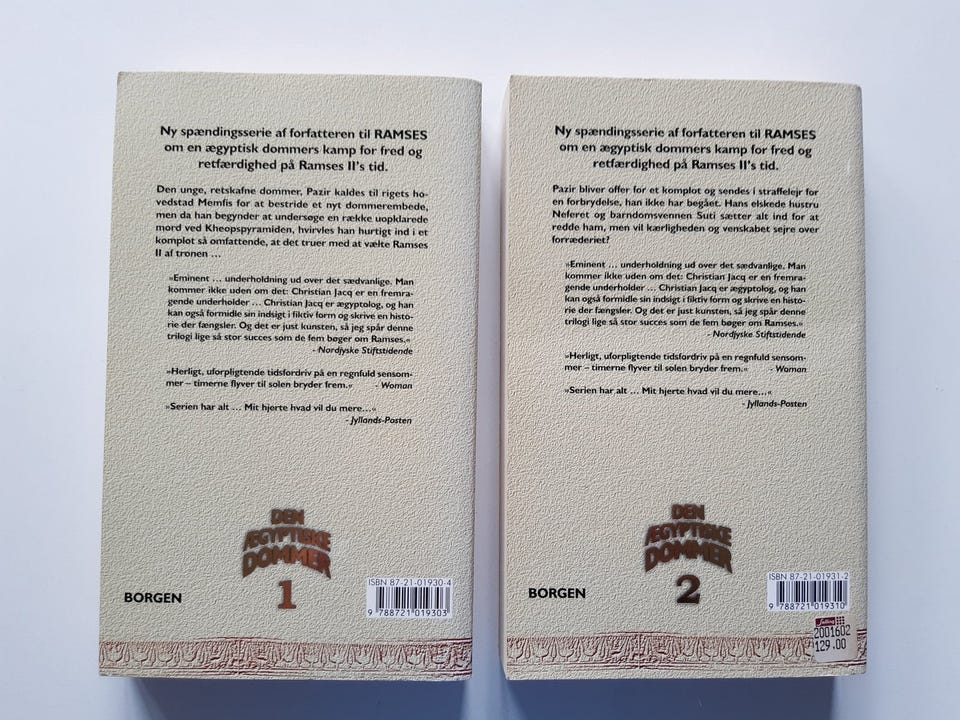 Ny spændingsserie af forfatteren til RAMSES
om en ægyptisk dommers kamp for fred og
retfærdighed på Ramses II's tid.
Den unge, retskafne dommer, Pazir kaldes til rigets ho-
vedstad Memfis for at bestride et nyt dommerembede,
men da han begynder at undersøge en række uopklarede
mord ved Kheopspyramiden, hvirvles han hurtigt ind i et
komplot så omfattende, at det truer med at vælte Ramses
II af tronen ...
»Eminent ... underholdning ud over det sædvanlige. Man
kommer ikke uden om det: Christian Jacq er en fremra-
gende underholder ... Christian Jacq er ægyptolog, og han
kan også formidle sin indsigt i fiktiv form og skrive en histo-
rie der fængsler. Og det er just kunsten, så jeg spår denne
trilogi lige så stor succes som de fem bøger om Ramses.«
- Nordjyske Stiftstidende
»Herligt, uforpligtende tidsfordriv på en regnfuld sensom-
mer – timerne flyver til solen bryder frem.« - Woman
»Serien har alt ... Mit hjerte hvad vil du mere...«
- Jyllands-Posten
DEN
ÆGYPTISKE
DOMMER
1
BORGEN
ISBN 87-21-01930-4
9 788721 019303
Ny spændingsserie af forfatteren til RAMSES
om en ægyptisk dommers kamp for fred og
retfærdighed på Ramses II's tid.
Pazir bliver offer for et komplot og sendes i straffelejr for
en forbrydelse, han ikke har begået. Hans elskede hustru
Neferet og barndomsvennen Suti sætter alt ind for at
redde ham, men vil kærligheden og venskabet sejre over
forræderiet?
»Eminent ... underholdning ud over det sædvanlige. Man
kommer ikke uden om det: Christian Jacq er en fremra-
gende underholder ... Christian Jacq er ægyptolog, og han
kan også formidle sin indsigt i fiktiv form og skrive en histo-
rie der fængsler. Og det er just kunsten, så jeg spår denne
trilogi lige så stor succes som de fem bøger om Ramses.«
- Nordjyske Stiftstidende
»Herligt, uforpligtende tidsfordriv på en regnfuld sensom-
mer – timerne flyver til solen bryder frem.« - Woman
»Serien har alt ... Mit hjerte hvad vil du mere...«
- Jyllands-Posten
DEN
ÆGYPTISKE
DOMMER
2
BORGEN
ISBN 87-21-01931-2
9 788721 019310
Salling
2001602
129.00